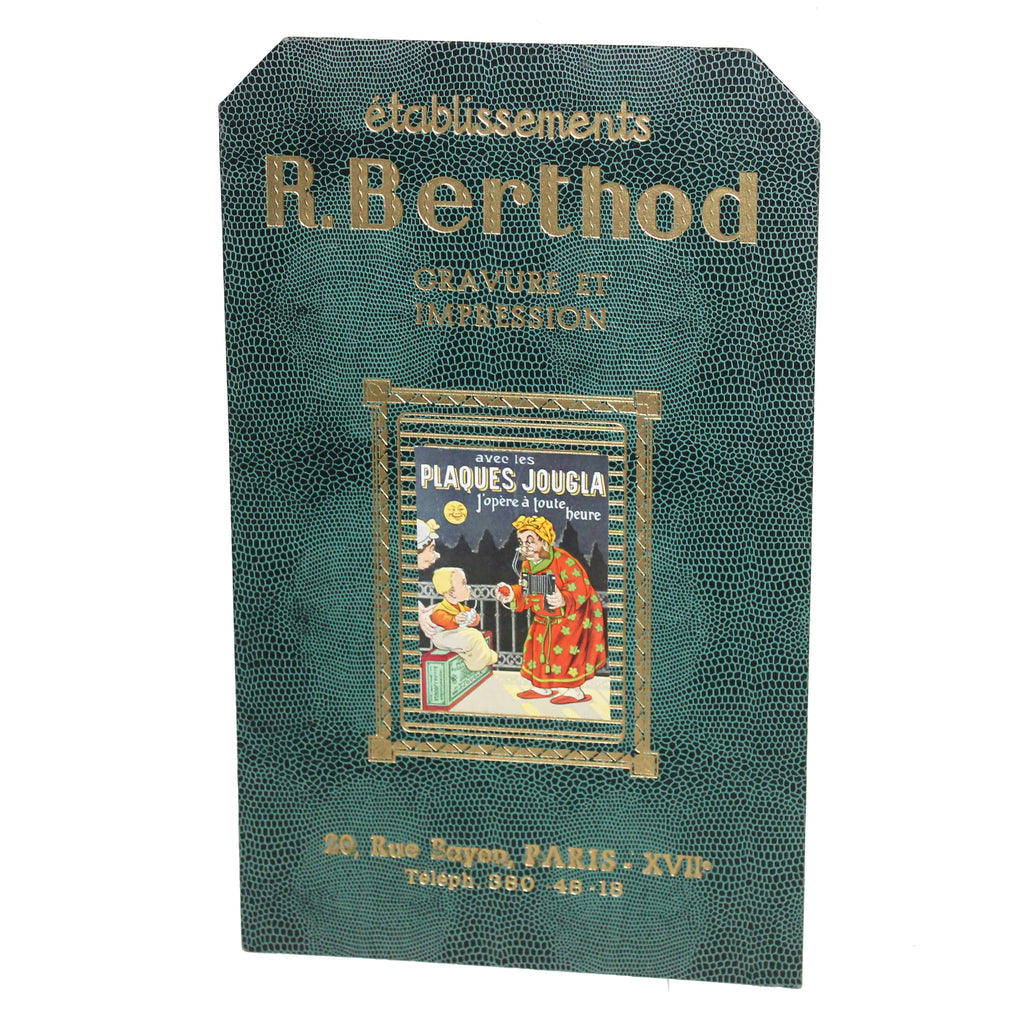 établissements
R. Berthod
GRAVURE ET
IMPRESSION
avec les
PLAQUES JOUGLA
j'opère à toute
heure
20, Rue Bayen, PARIS - XVIIe
Téléph. 380 -48 -18